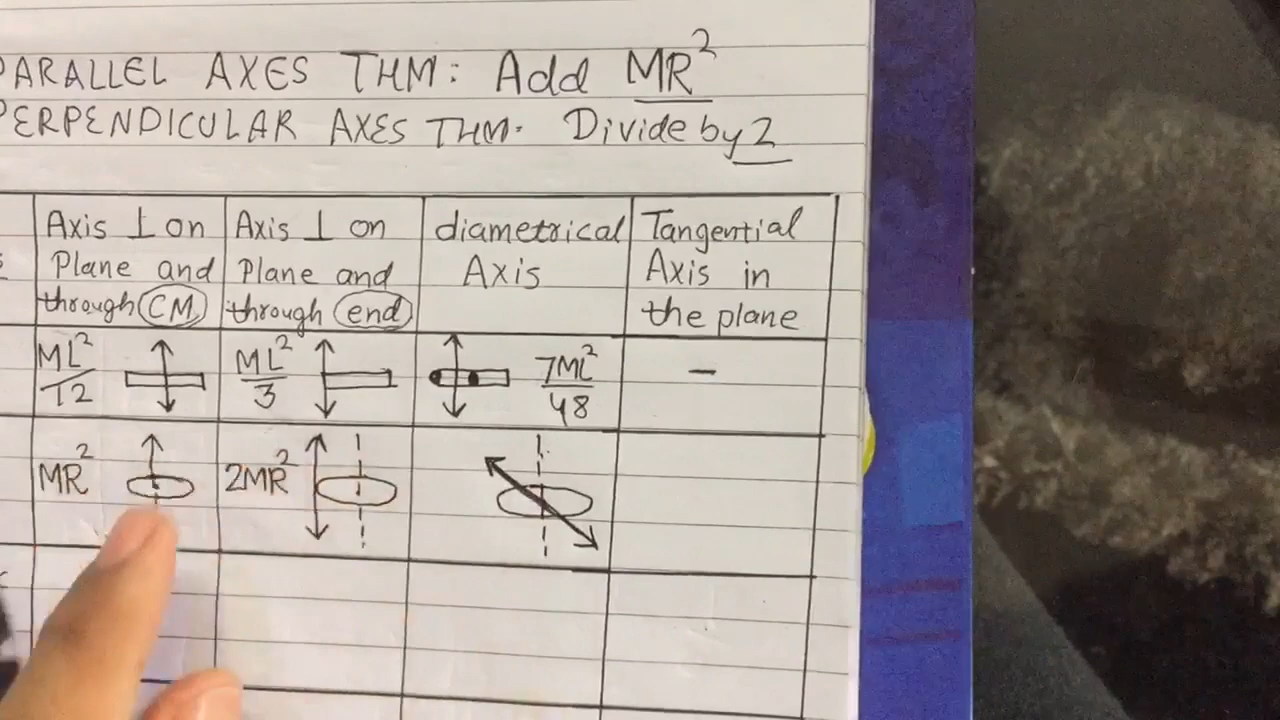 PARALLEL AXES THM: Add MR²
PERPENDICULAR AXES THM. Divide by 2
Axis ⊥ on Plane and through CM
Axis ⊥ on Plane and through end
diametrical Axis
Tangential Axis in the plane
ML²/12
ML²/3
7ML²/48
–
MR²
2MR²